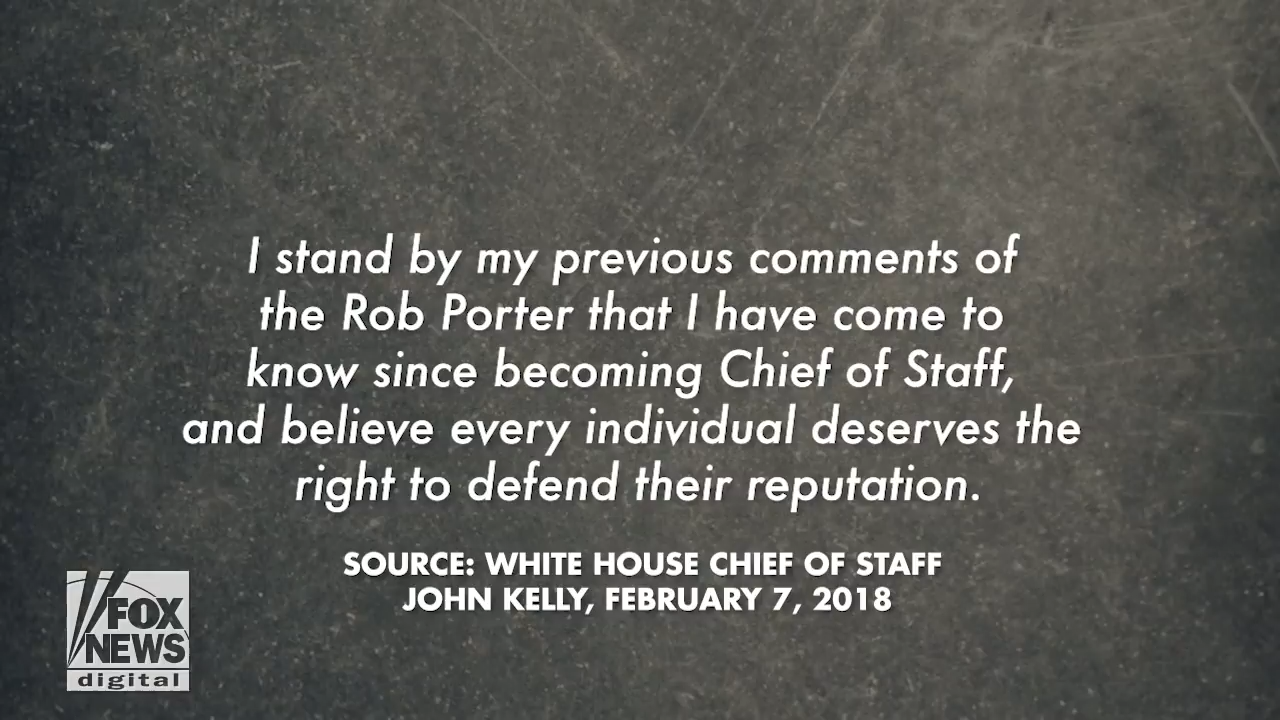 I stand by my previous comments of
the Rob Porter that I have come to
know since becoming Chief of Staff,
and believe every individual deserves the
right to defend their reputation.
SOURCE: WHITE HOUSE CHIEF OF STAFF
JOHN KELLY, FEBRUARY 7, 2018
FOX
NEWS
digital